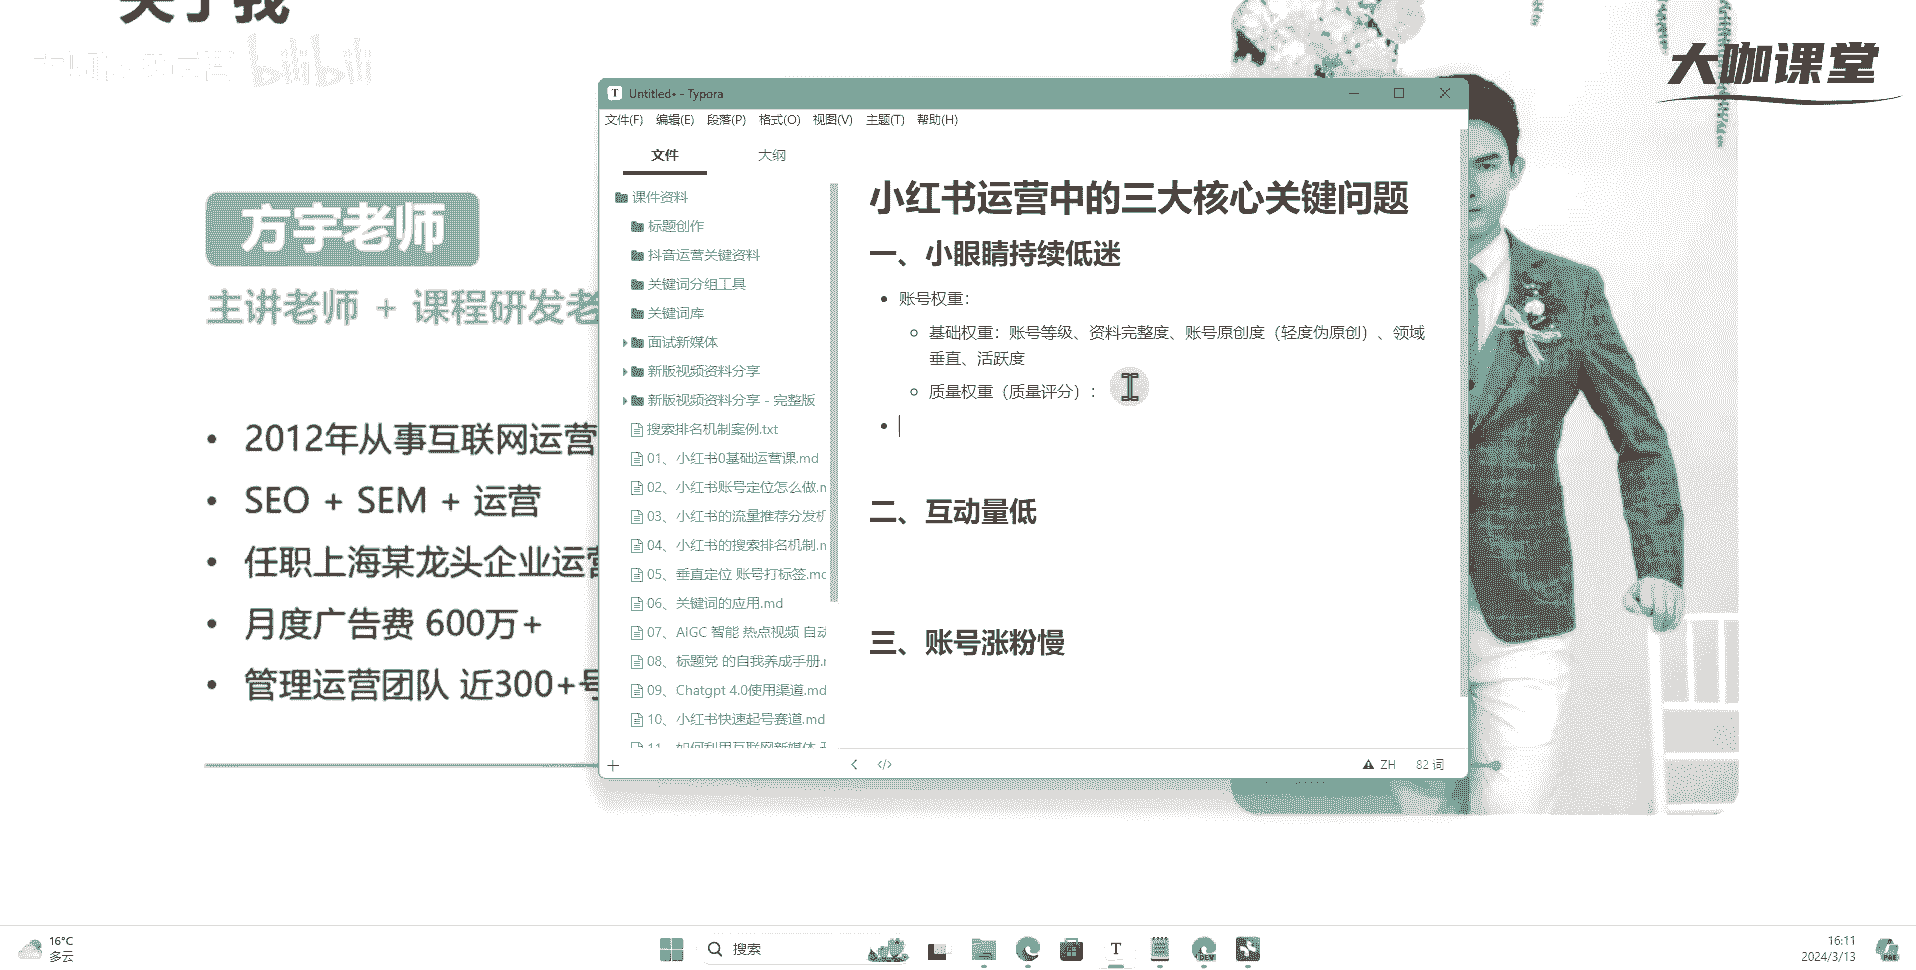 关于我
bilibili
大咖课堂
方宇老师
主讲老师 + 课程研发老
2012年从事互联网运营
SEO + SEM + 运营
任职上海某龙头企业运营
月度广告费 600万+
管理运营团队 近300+号
Untitled• - Typora
文件(F) 编辑(E) 段落(P) 格式(O) 视图(V) 主题(T) 帮助(H)
文件 大纲
课件资料
标题创作
抖音运营关键资料
关键词分组工具
关键词库
面试新媒体
新版视频资料分享
新版视频资料分享 - 完整版
搜索排名机制案例.txt
01、小红书0基础运营课.md
02、小红书账号定位怎么做.m
03、小红书的流量推荐分发机
04、小红书的搜索排名机制.m
05、垂直定位 账号打标签.md
06、关键词的应用.md
07、AIGC 智能 热点视频 自动
08、标题党 的自我养成手册.m
09、Chatgpt 4.0使用渠道.md
10、小红书快速起号赛道.md
11、如何利用互联网新媒体
小红书运营中的三大核心关键问题
一、小眼睛持续低迷
账号权重：
基础权重：账号等级、资料完整度、账号原创度（轻度伪原创）、领域
垂直、活跃度
质量权重（质量评分）：
二、互动量低
三、账号涨粉慢
ZH 82 词
16°C
多云
搜索
16:11
2024/3/13